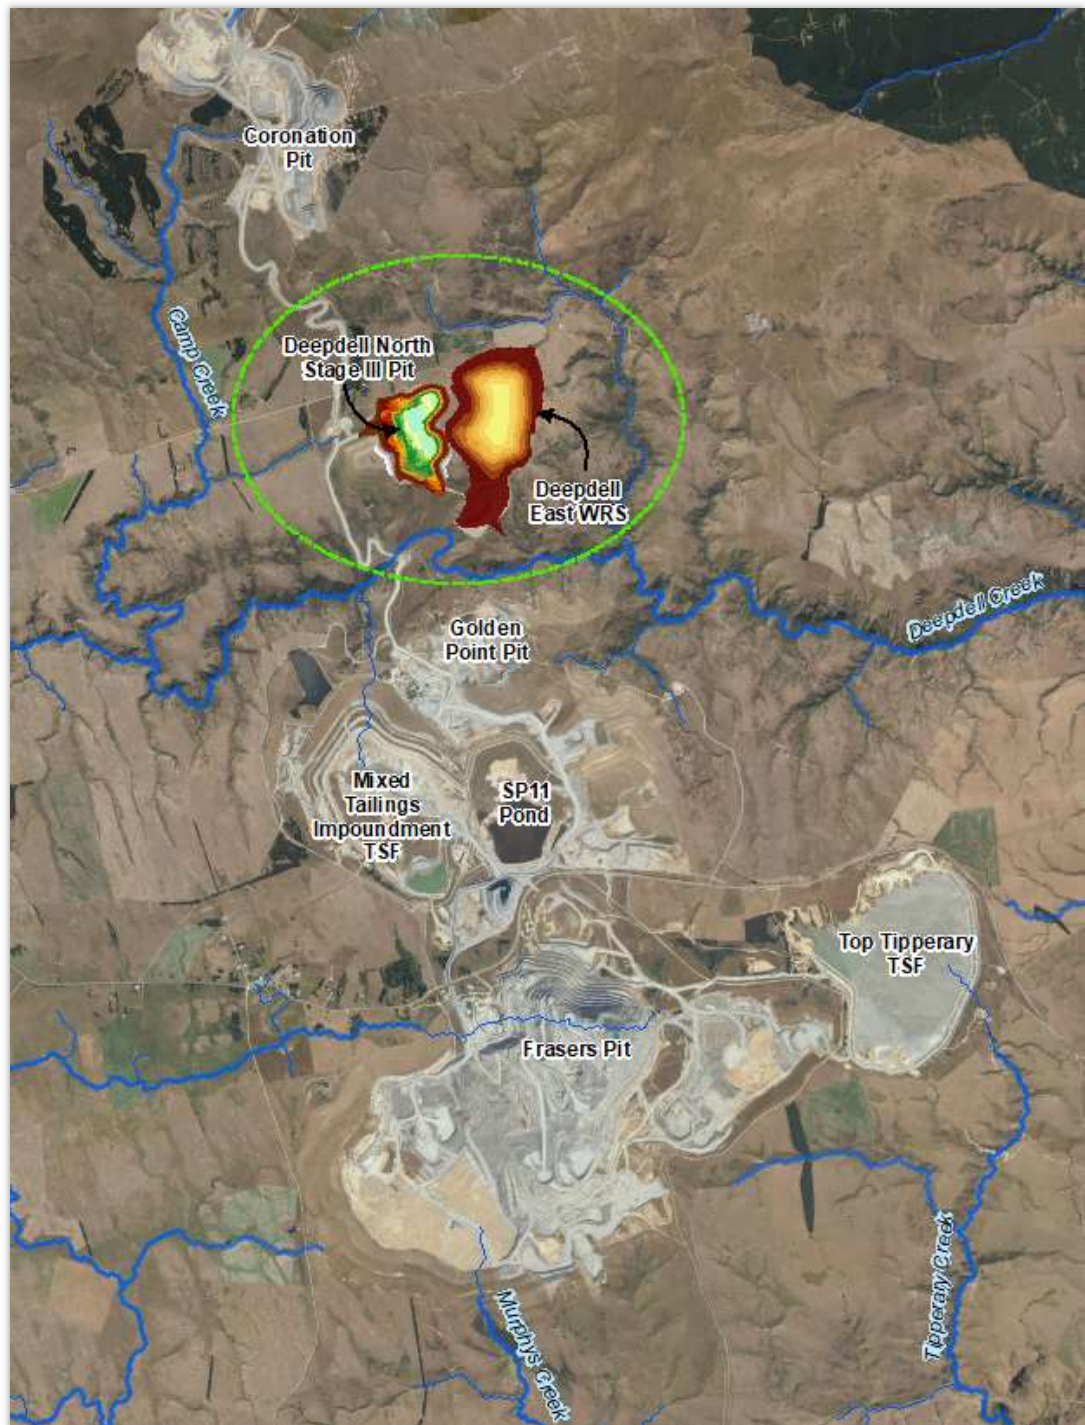 Coronation
Pit
Camp Creek
Deepdell North
Stage III Pit
Deepdell
East WRS
Deepdell Creek
Golden
Point Pit
Mixed
Tailings
Impoundment
TSF
SP11
Pond
Top Tipperary
TSF
Frasers Pit
Murphys Creek
Tipperary Creek